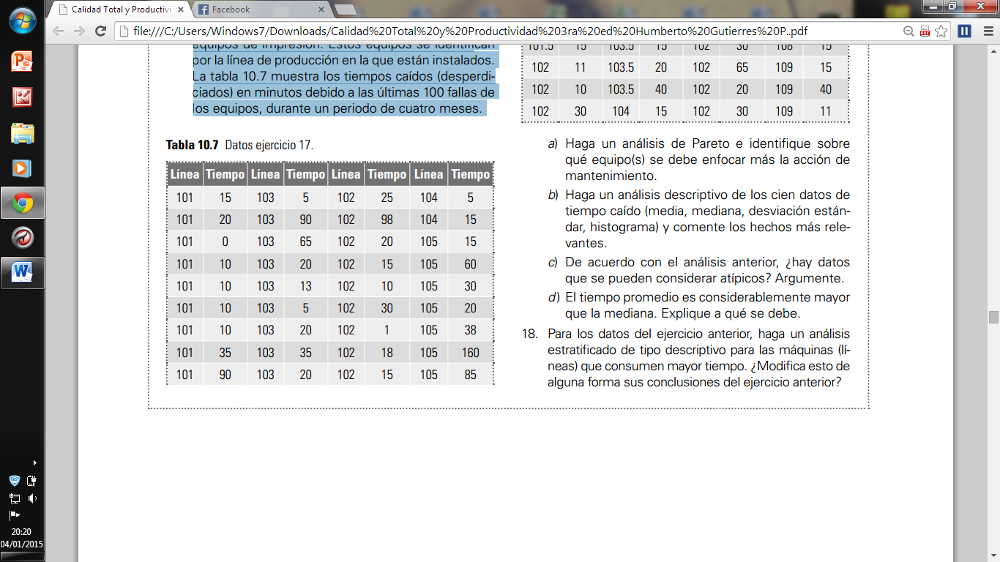 Calidad Total y Productivi
Facebook
file:///C:/Users/Windows7/Downloads/Calidad%20Total%20y%20Productividad%203ra%20ed%20Humberto%20Gutierres%20P..pdf
equipos de impresión. Estos equipos se identifican
por la línea de producción en la que están instalados.
La tabla 10.7 muestra los tiempos caídos (desperdi-
ciados) en minutos debido a las últimas 100 fallas de
los equipos, durante un periodo de cuatro meses.
Tabla 10.7 Datos ejercicio 17.
Línea Tiempo Línea Tiempo Línea Tiempo Línea Tiempo
101 15 103 5 102 25 104 5
101 20 103 90 102 98 104 15
101 0 103 65 102 20 105 15
101 10 103 20 102 15 105 60
101 10 103 13 102 10 105 30
101 10 103 5 102 30 105 20
101 10 103 20 102 1 105 38
101 35 103 35 102 18 105 160
101 90 103 20 102 15 105 85
101.5 15 103.5 15 102 30 108 15
102 11 103.5 20 102 65 109 15
102 10 103.5 40 102 20 109 40
102 30 104 15 102 30 109 11
a) Haga un análisis de Pareto e identifique sobre
qué equipo(s) se debe enfocar más la acción de
mantenimiento.
b) Haga un análisis descriptivo de los cien datos de
tiempo caído (media, mediana, desviación están-
dar, histograma) y comente los hechos más rele-
vantes.
c) De acuerdo con el análisis anterior, ¿hay datos
que se pueden considerar atípicos? Argumente.
d) El tiempo promedio es considerablemente mayor
que la mediana. Explique a qué se debe.
18. Para los datos del ejercicio anterior, haga un análisis
estratificado de tipo descriptivo para las máquinas (lí-
neas) que consumen mayor tiempo. ¿Modifica esto de
alguna forma sus conclusiones del ejercicio anterior?
20:20
04/01/2015